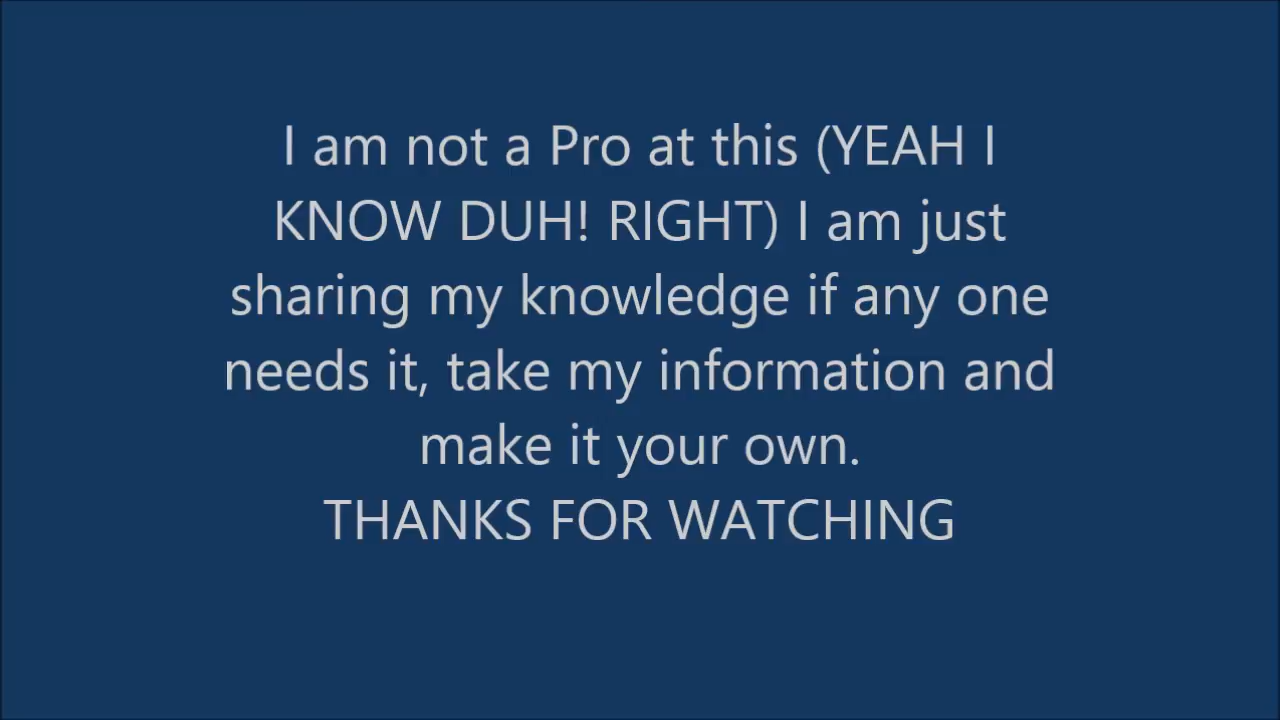 I am not a Pro at this (YEAH I
KNOW DUH! RIGHT) I am just
sharing my knowledge if any one
needs it, take my information and
make it your own.
THANKS FOR WATCHING